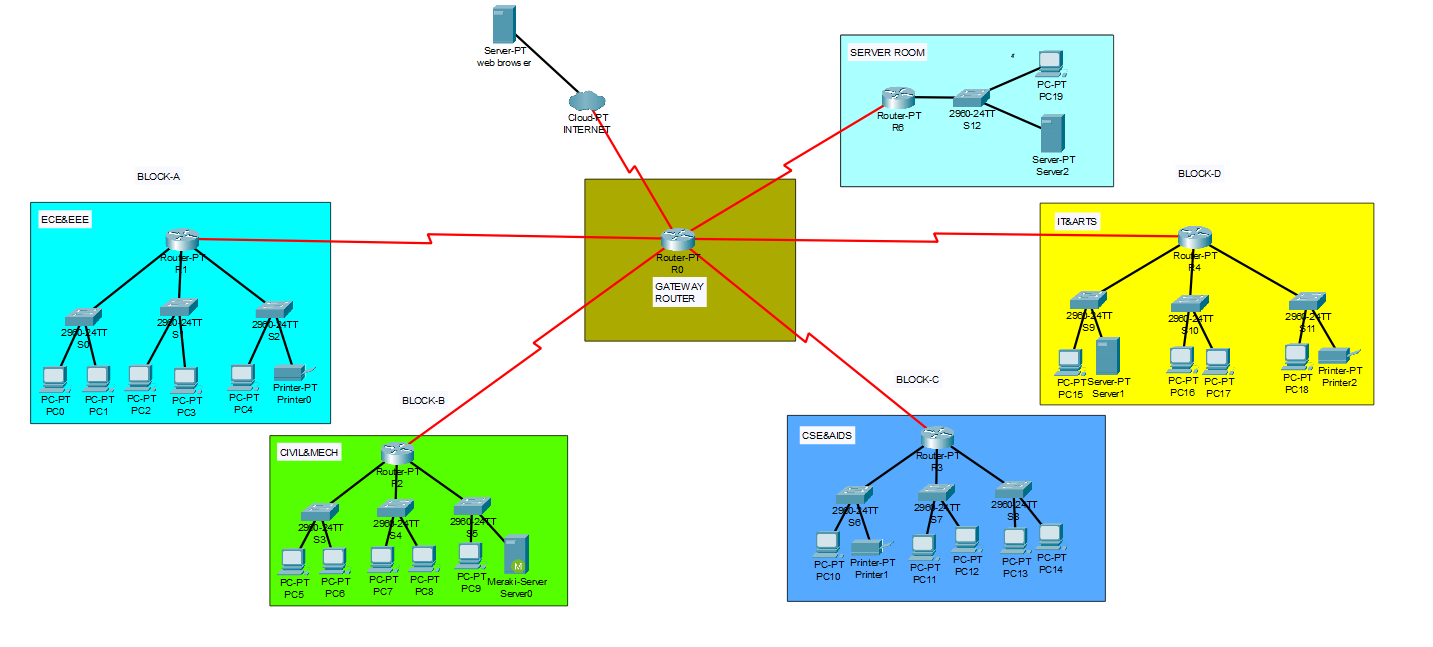 Server-PT
web browser
Cloud-PT
INTERNET
SERVER ROOM
PC-PT
PC19
Router-PT
R6
2960-24TT
S12
Server-PT
Server2
BLOCK-A
BLOCK-D
ECE&EEE
Router-PT
R1
2960-24TT
S0
2960-24TT
2960-24TT
S2
PC-PT
PC0
PC-PT
PC1
PC-PT
PC2
PC-PT
PC3
PC-PT
PC4
Printer-PT
Printer0
Router-PT
R0
GATEWAY
ROUTER
IT&ARTS
Router-PT
R4
2960-24TT
S9
2960-24TT
S10
2960-24TT
S11
PC-PT
PC15
Server-PT
Server1
PC-PT
PC16
PC-PT
PC17
PC-PT
PC18
Printer-PT
Printer2
BLOCK-B
CIVIL&MECH
Router-PT
R2
2960-24TT
S3
2960-24TT
S4
2960-24TT
S5
PC-PT
PC5
PC-PT
PC6
PC-PT
PC7
PC-PT
PC8
PC-PT
PC9
M
Meraki-Server
Server0
BLOCK-C
CSE&AIDS
Router-PT
R3
2960-24TT
S6
2960-24TT
S7
2960-24TT
S8
PC-PT
PC10
Printer-PT
Printer1
PC-PT
PC11
PC-PT
PC12
PC-PT
PC13
PC-PT
PC14